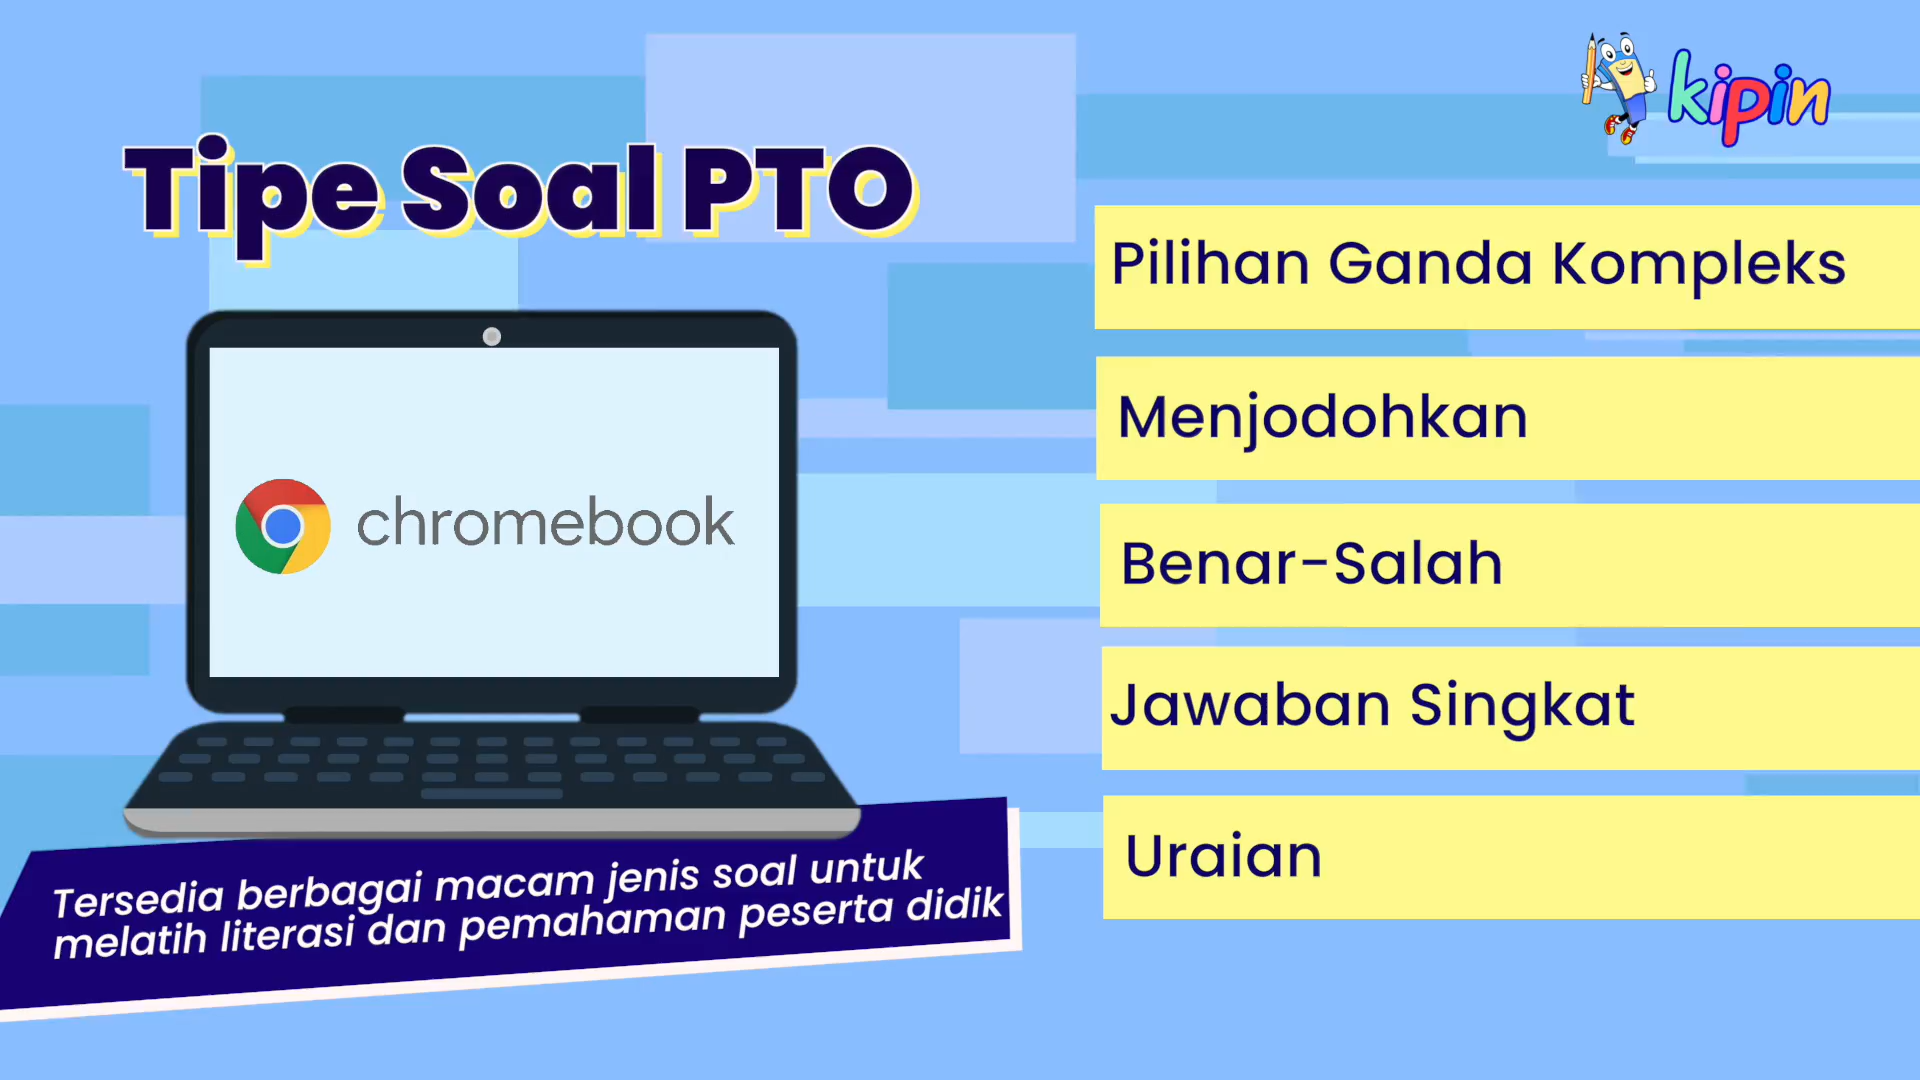 kipin
Tipe Soal PTO
chromebook
Tersedia berbagai macam jenis soal untuk
melatih literasi dan pemahaman peserta didik
Pilihan Ganda Kompleks
Menjodohkan
Benar-Salah
Jawaban Singkat
Uraian